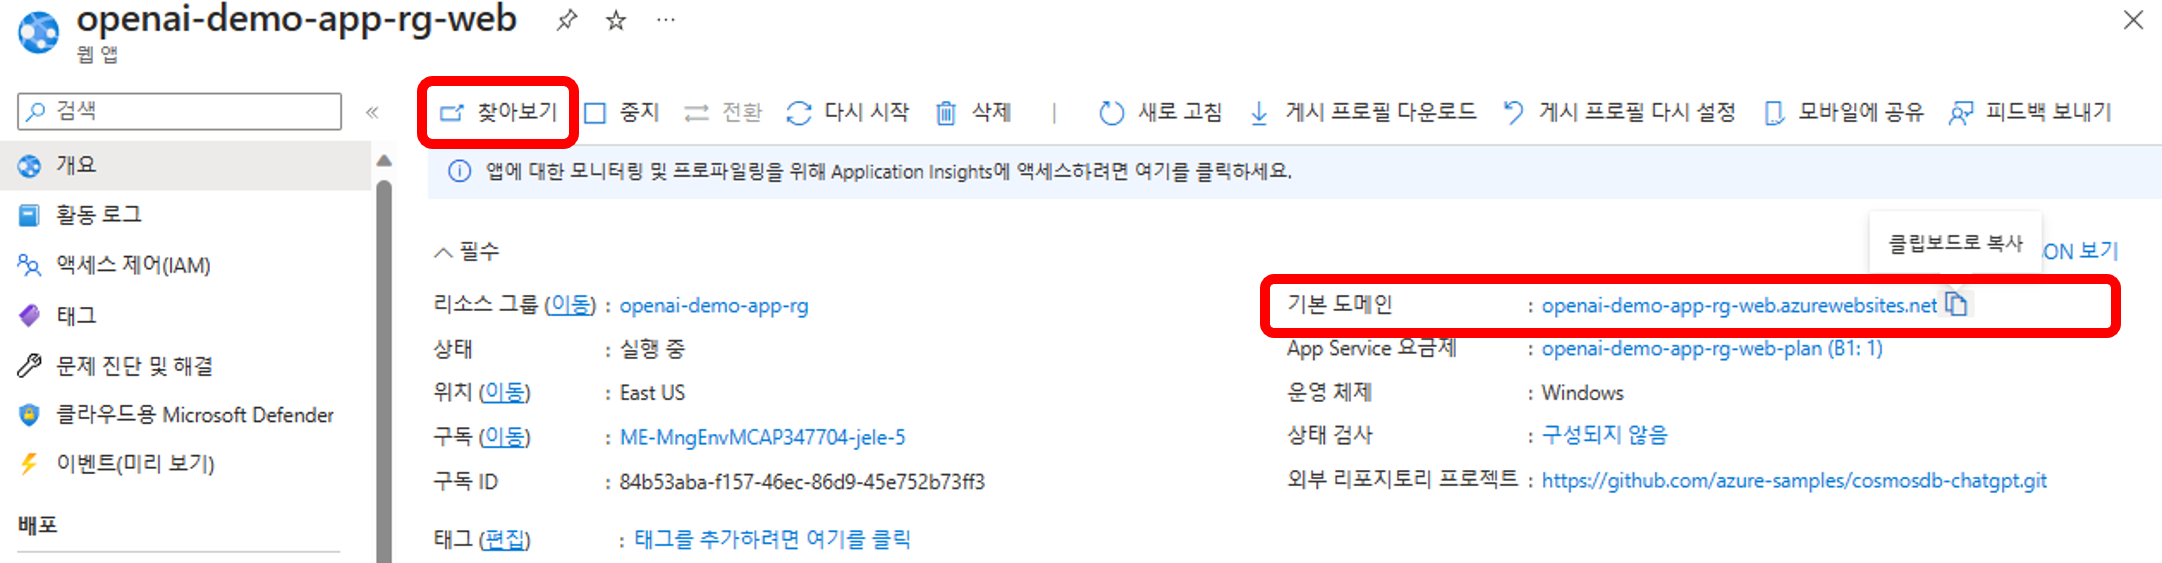 openai-demo-app-rg-web
웹 앱
검색
찾아보기 중지 전환 다시 시작 삭제 새로 고침 게시 프로필 다운로드 게시 프로필 다시 설정 모바일에 공유 피드백 보내기
개요
활동 로그
액세스 제어(IAM)
태그
문제 진단 및 해결
클라우드용 Microsoft Defender
이벤트(미리 보기)
배포
앱에 대한 모니터링 및 프로파일링을 위해 Application Insights에 액세스하려면 여기를 클릭하세요.
클립보드로 복사
필수
ON 보기
리소스 그룹 (이동) : openai-demo-app-rg
상태 : 실행 중
위치 (이동) : East US
구독 (이동) : ME-MngEnvMCAP347704-jele-5
구독 ID : 84b53aba-f157-46ec-86d9-45e752b73ff3
태그 (편집) : 태그를 추가하려면 여기를 클릭
기본 도메인 : openai-demo-app-rg-web.azurewebsites.net
App Service 요금제 : openai-demo-app-rg-web-plan (B1: 1)
운영 체제 : Windows
상태 검사 : 구성되지 않음
외부 리포지토리 프로젝트 : https://github.com/azure-samples/cosmosdb-chatgpt.git